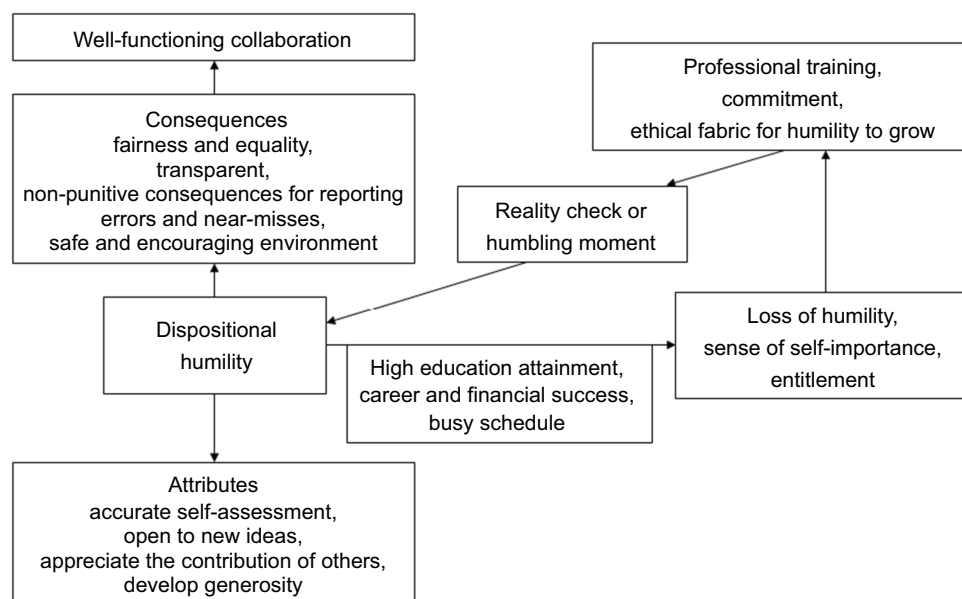 Well-functioning collaboration
Consequences
fairness and equality,
transparent,
non-punitive consequences for reporting
errors and near-misses,
safe and encouraging environment
Professional training,
commitment,
ethical fabric for humility to grow
Reality check or
humbling moment
Dispositional
humility
High education attainment,
career and financial success,
busy schedule
Loss of humility,
sense of self-importance,
entitlement
Attributes
accurate self-assessment,
open to new ideas,
appreciate the contribution of others,
develop generosity